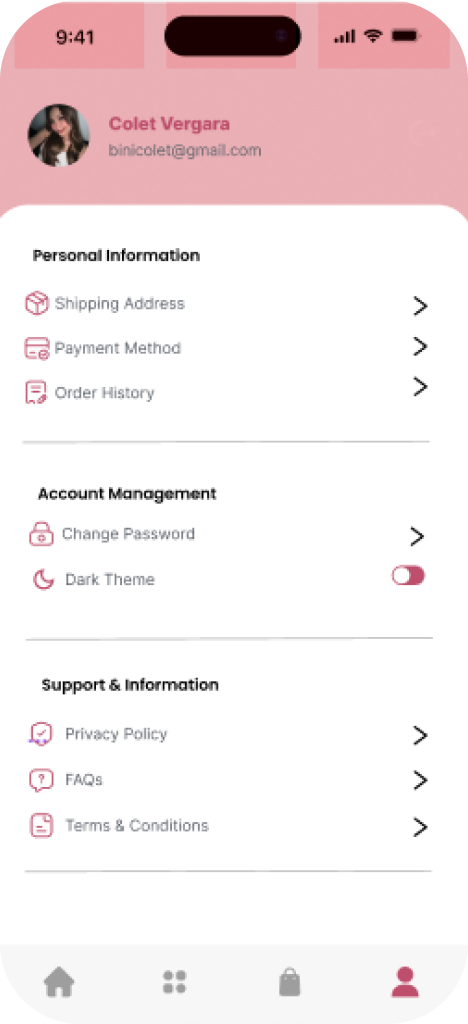 9:41
Colet Vergara
binicolet@gmail.com
Personal Information
Shipping Address
Payment Method
Order History
Account Management
Change Password
Dark Theme
Support & Information
Privacy Policy
FAQs
Terms & Conditions